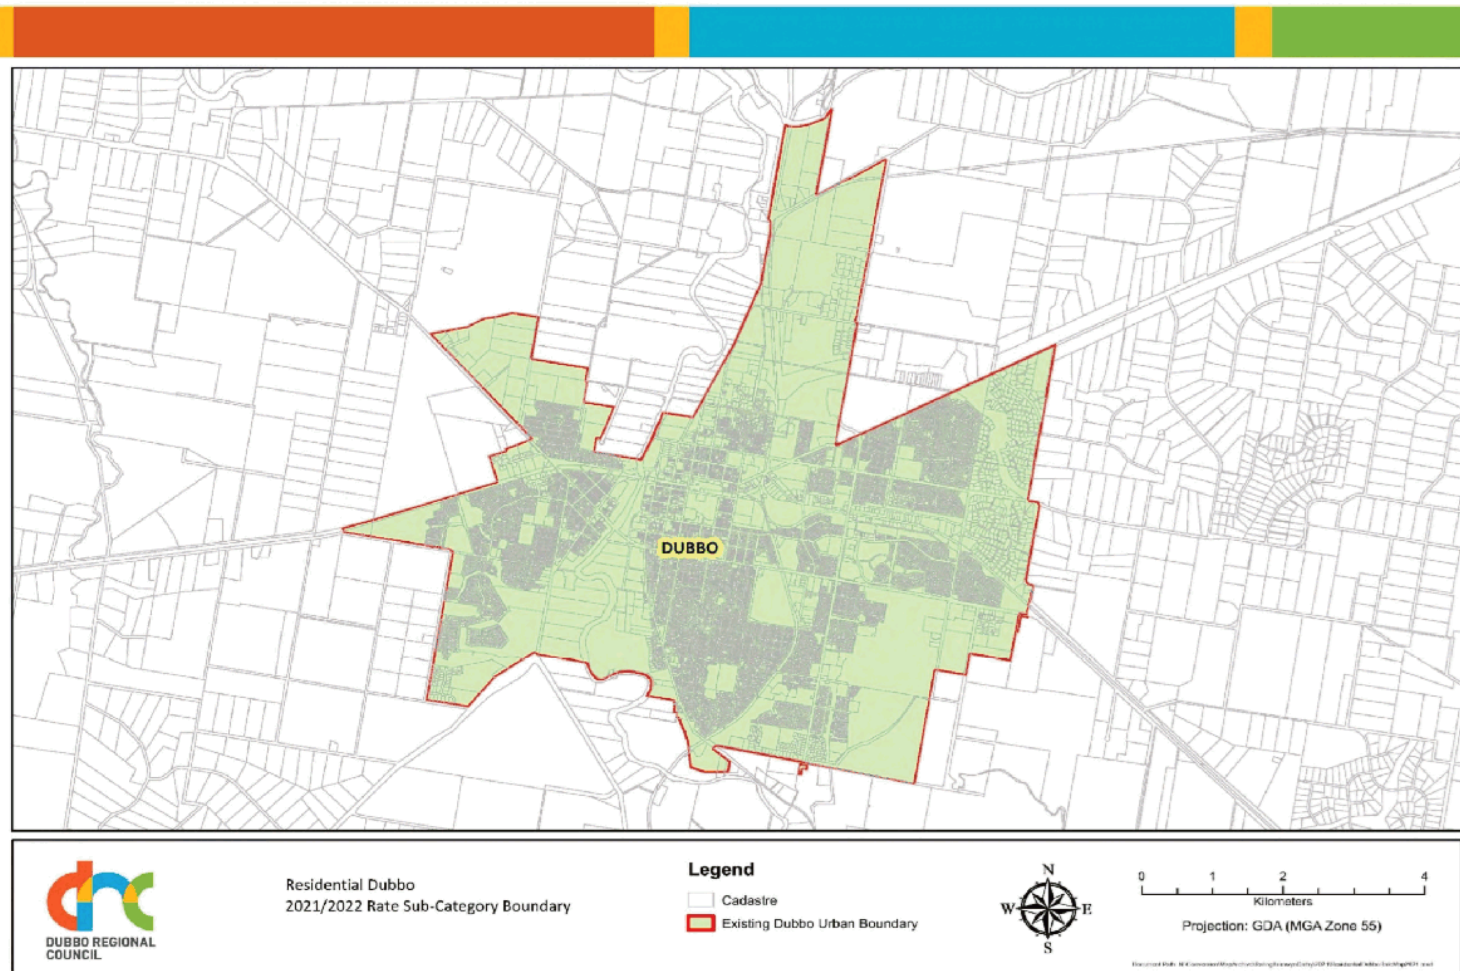 DUBBO
DUBBO REGIONAL
COUNCIL
Residential Dubbo
2021/2022 Rate Sub-Category Boundary
Legend
Cadastre
Existing Dubbo Urban Boundary
N
W E
S
0 1 2 4
Kilometers
Projection: GDA (MGA Zone 55)